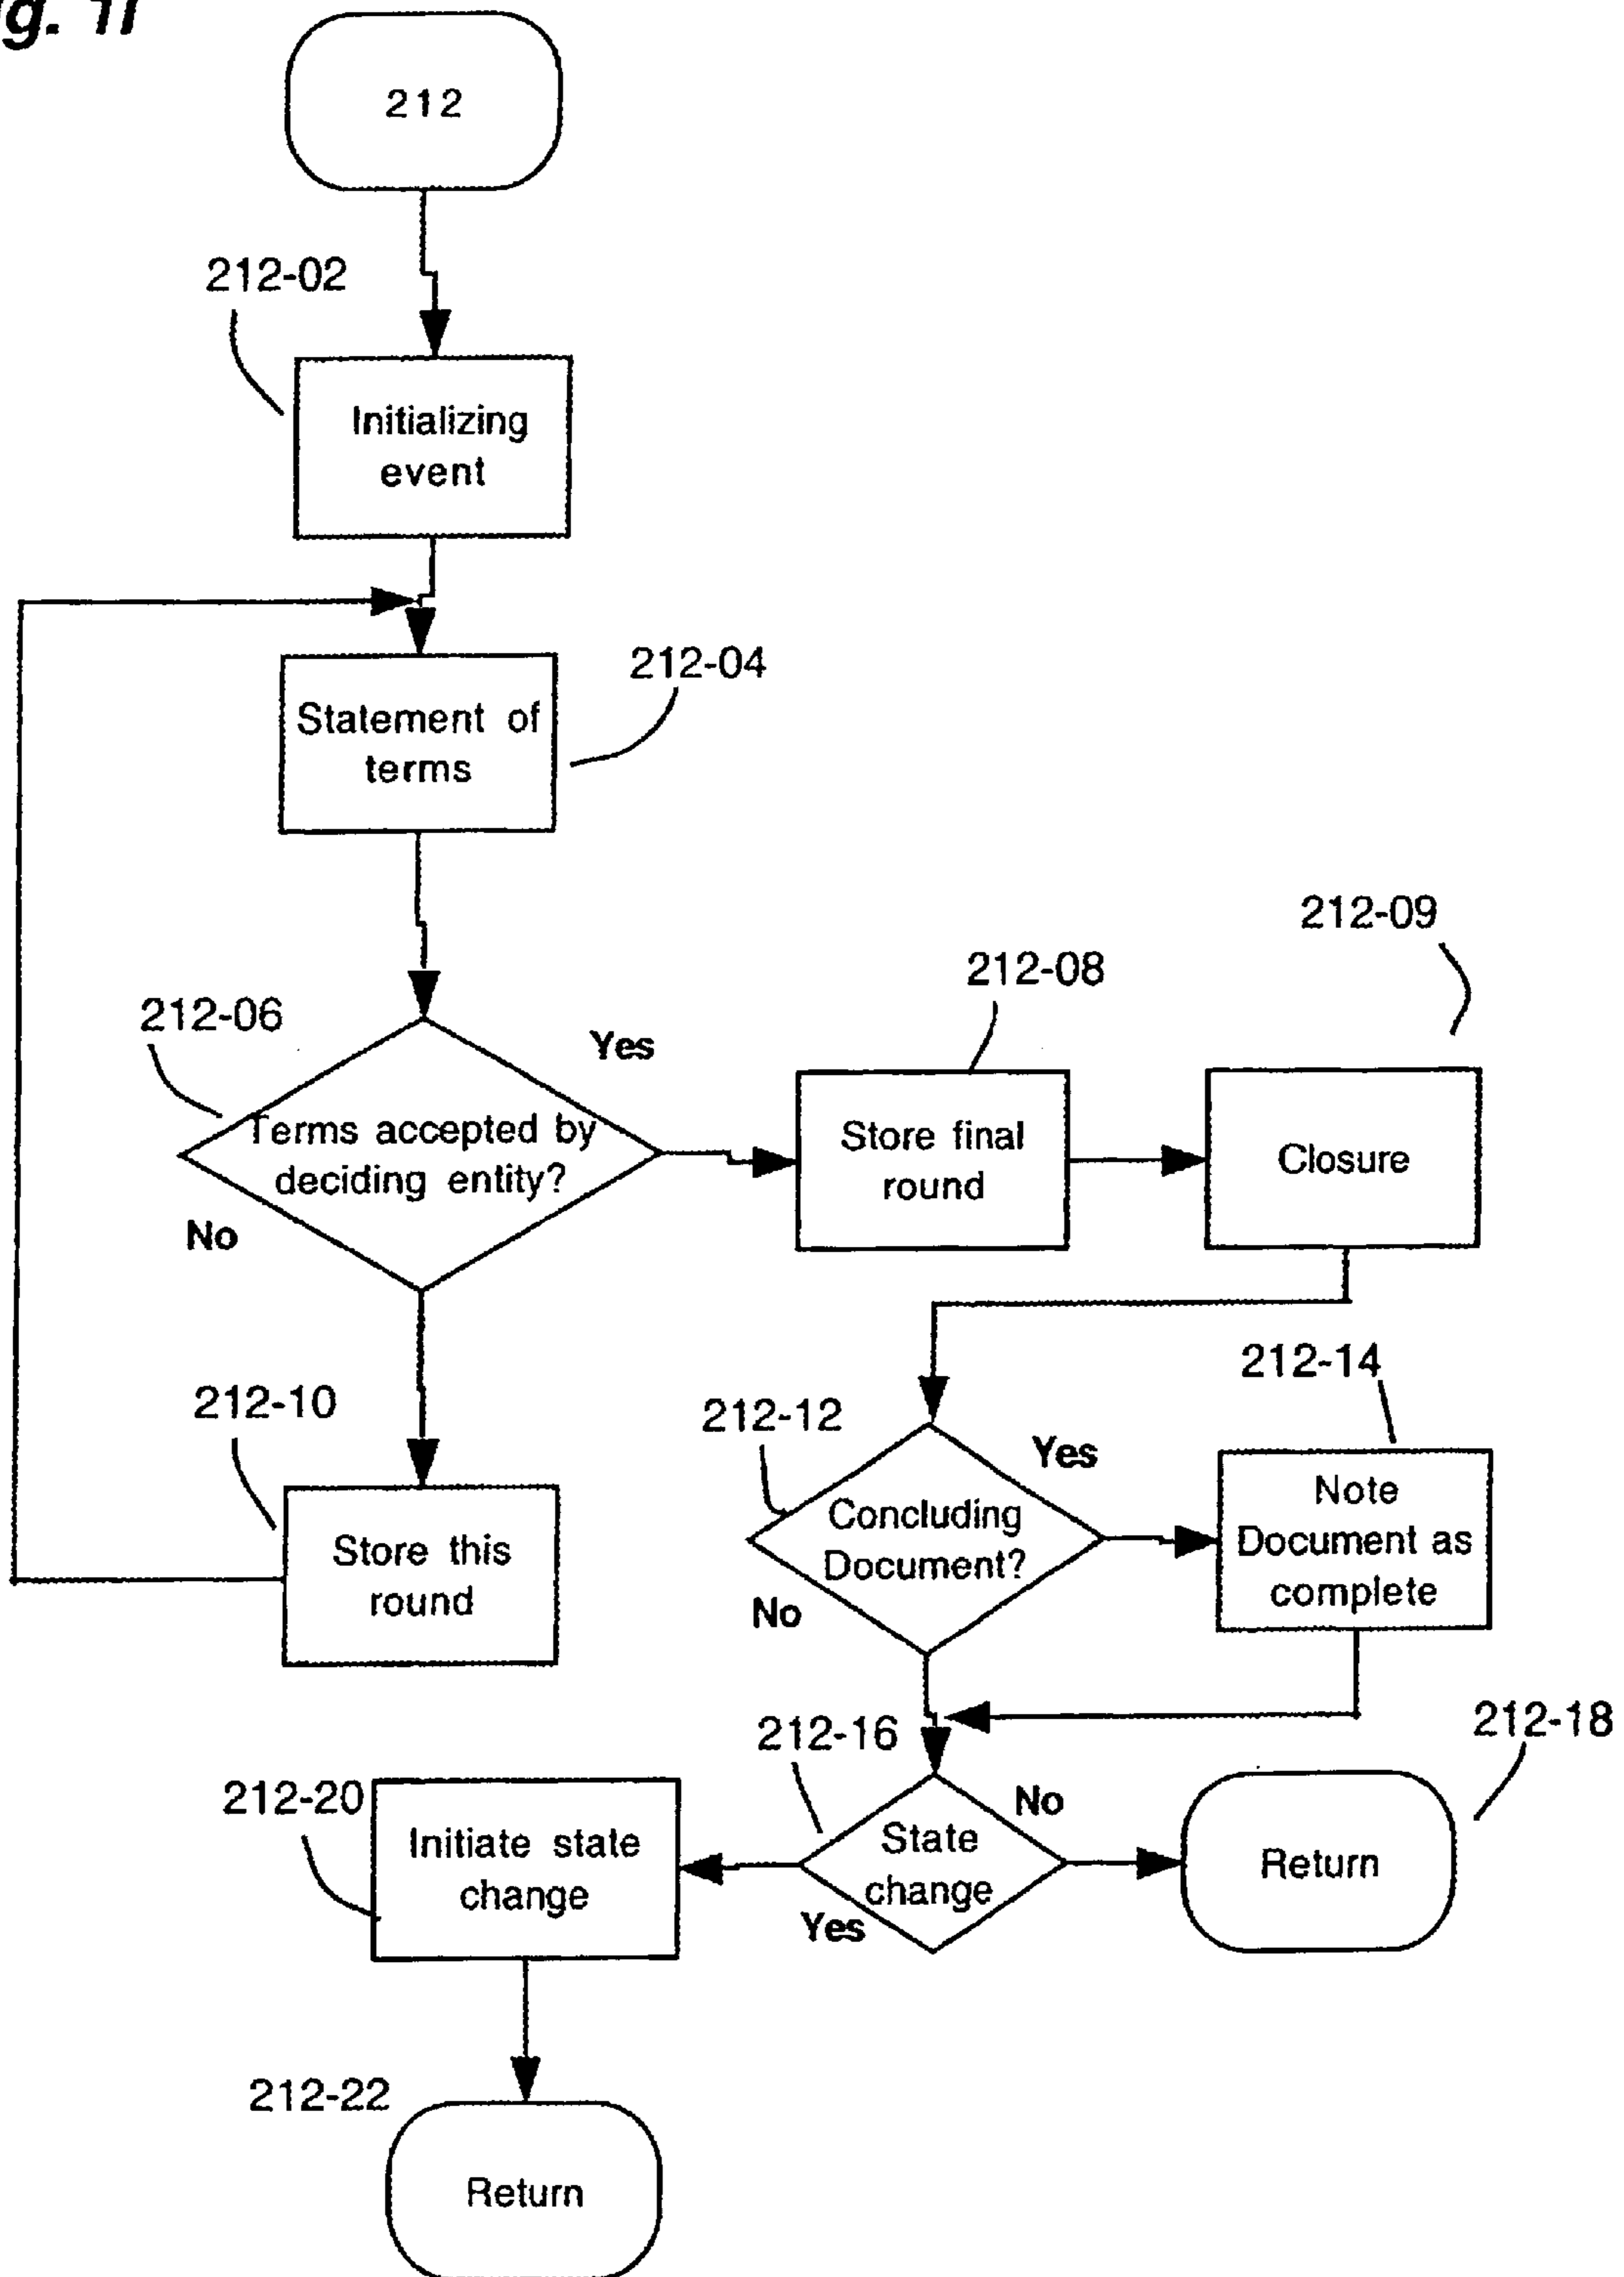 212
212-02
Initializing
event
212-04
Statement of
terms
212-06
Terms accepted by
deciding entity?
Yes
No
212-08
Store final
round
212-09
Closure
212-10
Store this
round
212-12
Concluding
Document?
Yes
No
212-14
Note
Document as
complete
212-16
State
change
No
Yes
212-18
Return
212-20
Initiate state
change
212-22
Return